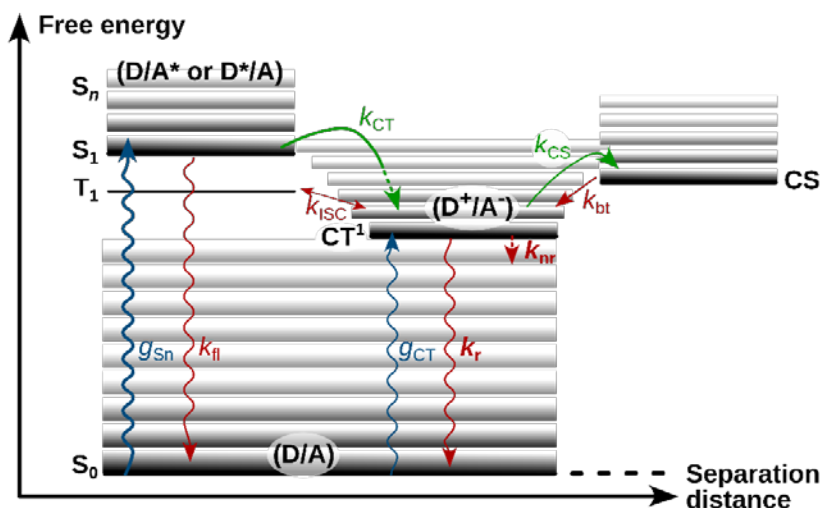 Free energy
(D/A* or D*/A)
Sn
kCT
S1
kCS
T1
CS
kISC
(D+/A-)
kbt
CT1
knr
gSn
kfl
gCT
kr
(D/A)
S0
Separation
distance